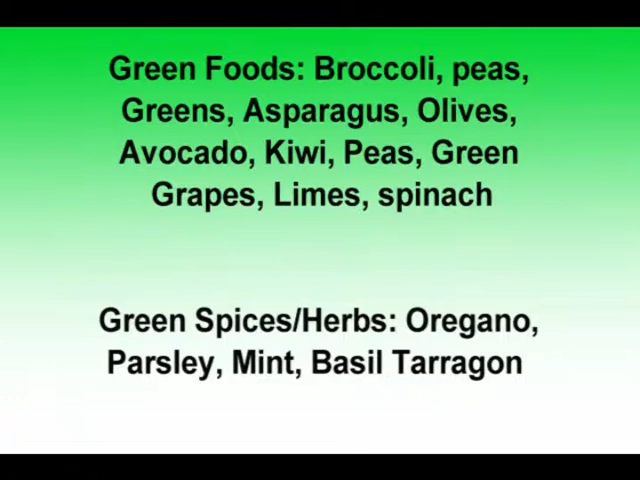 Green Foods: Broccoli, peas,
Greens, Asparagus, Olives,
Avocado, Kiwi, Peas, Green
Grapes, Limes, spinach
Green Spices/Herbs: Oregano,
Parsley, Mint, Basil Tarragon